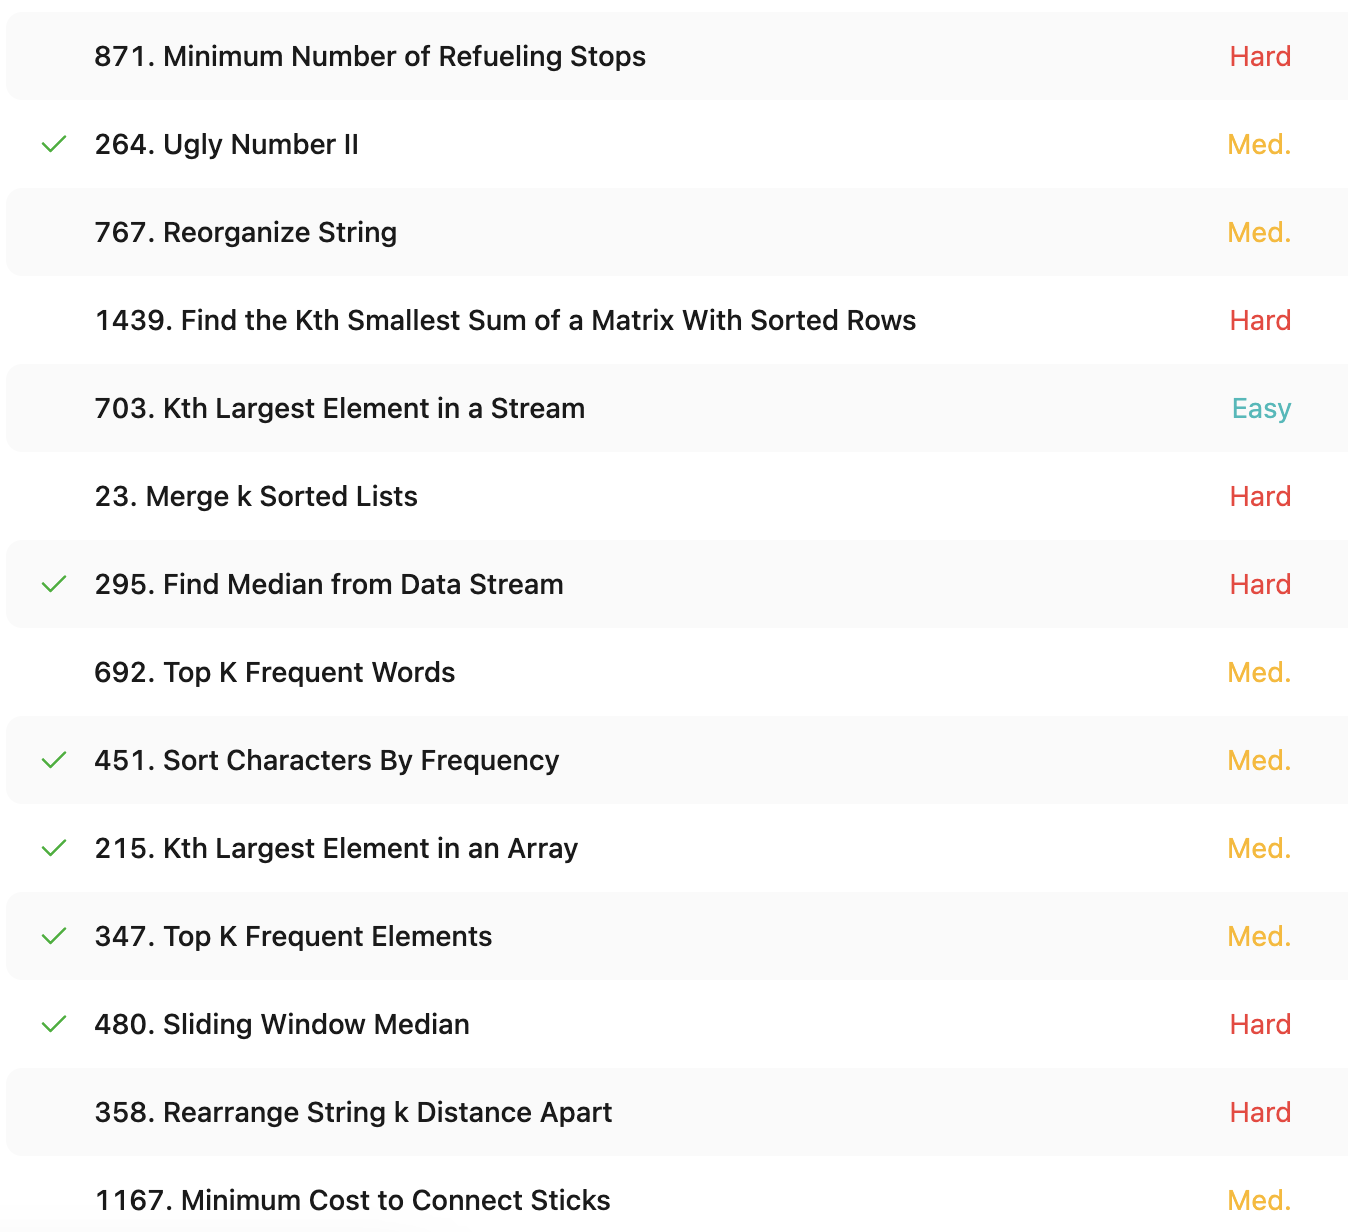 871. Minimum Number of Refueling Stops Hard
264. Ugly Number II Med.
767. Reorganize String Med.
1439. Find the Kth Smallest Sum of a Matrix With Sorted Rows Hard
703. Kth Largest Element in a Stream Easy
23. Merge k Sorted Lists Hard
295. Find Median from Data Stream Hard
692. Top K Frequent Words Med.
451. Sort Characters By Frequency Med.
215. Kth Largest Element in an Array Med.
347. Top K Frequent Elements Med.
480. Sliding Window Median Hard
358. Rearrange String k Distance Apart Hard
1167. Minimum Cost to Connect Sticks Med.